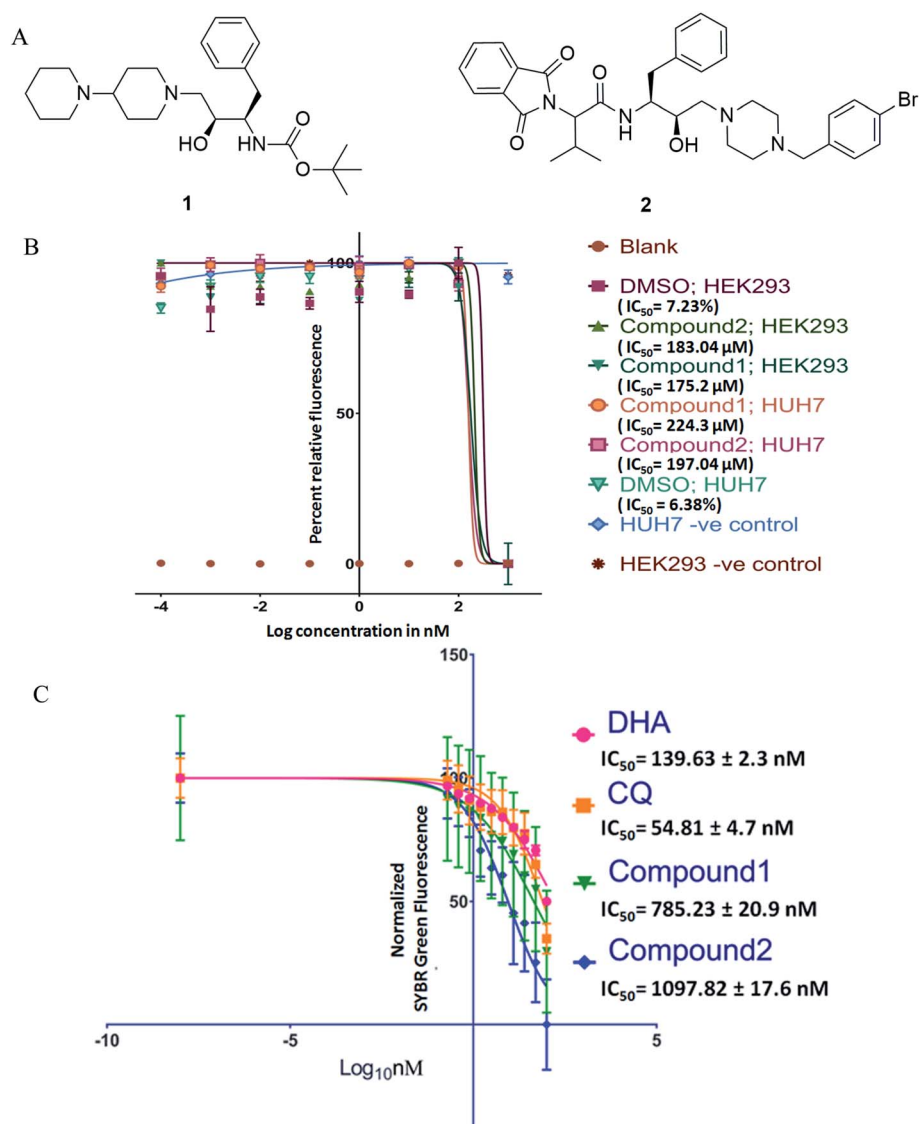 A
N
N
HO
HN
O
O
1
O
N
O
O
N
H
OH
N
N
Br
2
B
100
50
0
-4
-2
0
2
Percent relative fluorescence
Log concentration in nM
Blank
DMSO; HEK293
( IC50= 7.23%)
Compound2; HEK293
( IC50= 183.04 µM)
Compound1; HEK293
( IC50= 175.2 µM)
Compound1; HUH7
( IC50= 224.3 µM)
Compound2; HUH7
( IC50= 197.04 µM)
DMSO; HUH7
( IC50 = 6.38%)
HUH7 -ve control
HEK293 -ve control
C
150
100
50
-10
-5
5
Normalized
SYBR Green Fluorescence
Log10nM
DHA
IC50= 139.63 ± 2.3 nM
CQ
IC50= 54.81 ± 4.7 nM
Compound1
IC50= 785.23 ± 20.9 nM
Compound2
IC50= 1097.82 ± 17.6 nM